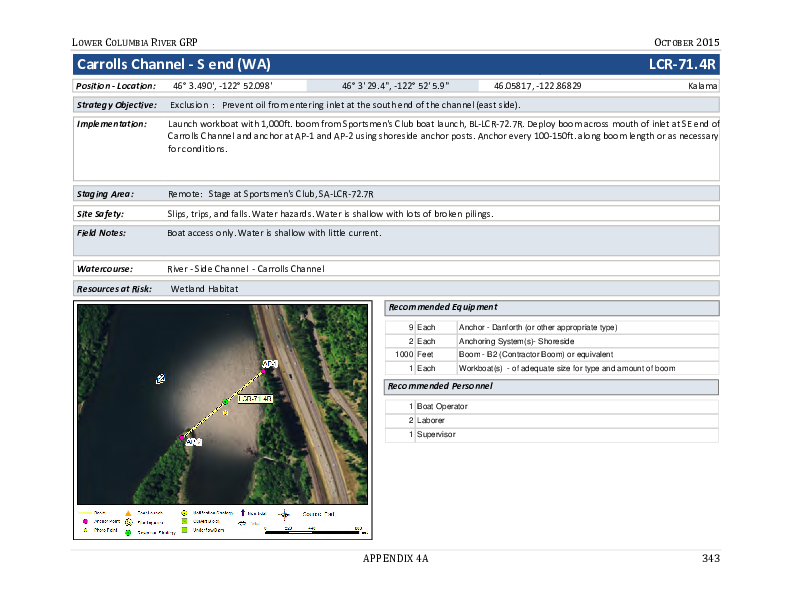 LOWER COLUMBIA RIVER GRP OCTOBER 2015
Carrolls Channel - S end (WA) LCR-71.4R
Position - Location: 46° 3.490', -122° 52.098' 46° 3' 29.4", -122° 52' 5.9" 46.05817, -122.86829 Kalama
Strategy Objective: Exclusion : Prevent oil from entering inlet at the south end of the channel (east side).
Implementation: Launch workboat with 1,000ft. boom from Sportsmen's Club boat launch, BL-LCR-72.7R. Deploy boom across mouth of inlet at SE end of
Carrolls Channel and anchor at AP-1 and AP-2 using shoreside anchor posts. Anchor every 100-150ft. along boom length or as necessary
for conditions.
Staging Area: Remote: Stage at Sportsmen's Club, SA-LCR-72.7R
Site Safety: Slips, trips, and falls. Water hazards. Water is shallow with lots of broken pilings.
Field Notes: Boat access only. Water is shallow with little current.
Watercourse: River - Side Channel - Carrolls Channel
Resources at Risk: Wetland Habitat
Recommended Equipment
9 Each Anchor - Danforth (or other appropriate type)
2 Each Anchoring System(s)- Shoreside
1000 Feet Boom - B2 (Contractor Boom) or equivalent
1 Each Workboat(s) - of adequate size for type and amount of boom
Recommended Personnel
1 Boat Operator
2 Laborer
1 Supervisor
LCR-71.4R
AP-2
Anchor Point
Photo Point
Notification Strategy
Underflow Dam
APPENDIX 4A 343